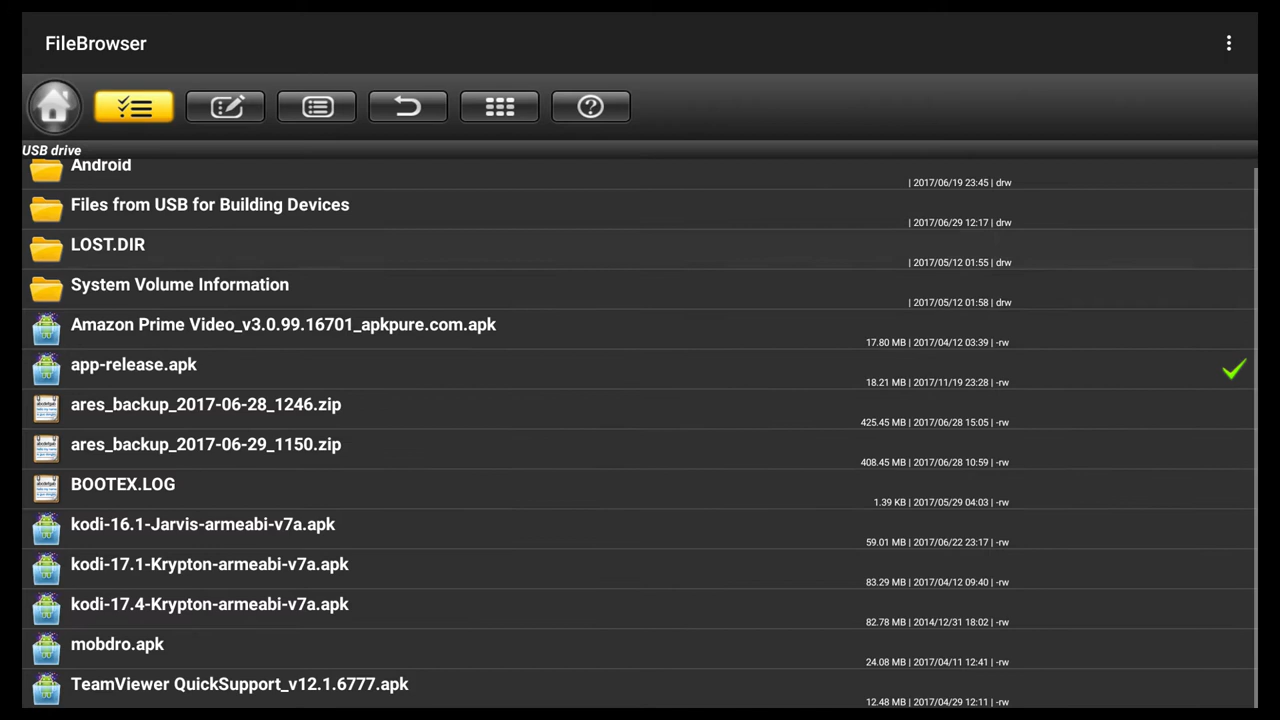 FileBrowser
USB drive
Android
| 2017/06/19 23:45 | drw
Files from USB for Building Devices
| 2017/06/29 12:17 | drw
LOST.DIR
| 2017/05/12 01:55 | drw
System Volume Information
| 2017/05/12 01:58 | drw
Amazon Prime Video_v3.0.99.16701_apkpure.com.apk
17.80 MB | 2017/04/12 03:39 | -rw
app-release.apk
18.21 MB | 2017/11/19 23:28 | -rw
ares_backup_2017-06-28_1246.zip
425.45 MB | 2017/06/28 15:05 | -rw
ares_backup_2017-06-29_1150.zip
408.45 MB | 2017/06/28 10:59 | -rw
BOOTEX.LOG
1.39 KB | 2017/05/29 04:03 | -rw
kodi-16.1-Jarvis-armeabi-v7a.apk
59.01 MB | 2017/06/22 23:17 | -rw
kodi-17.1-Krypton-armeabi-v7a.apk
83.29 MB | 2017/04/12 09:40 | -rw
kodi-17.4-Krypton-armeabi-v7a.apk
82.78 MB | 2014/12/31 18:02 | -rw
mobdro.apk
24.08 MB | 2017/04/11 12:41 | -rw
TeamViewer QuickSupport_v12.1.6777.apk
12.48 MB | 2017/04/29 12:11 | -rw